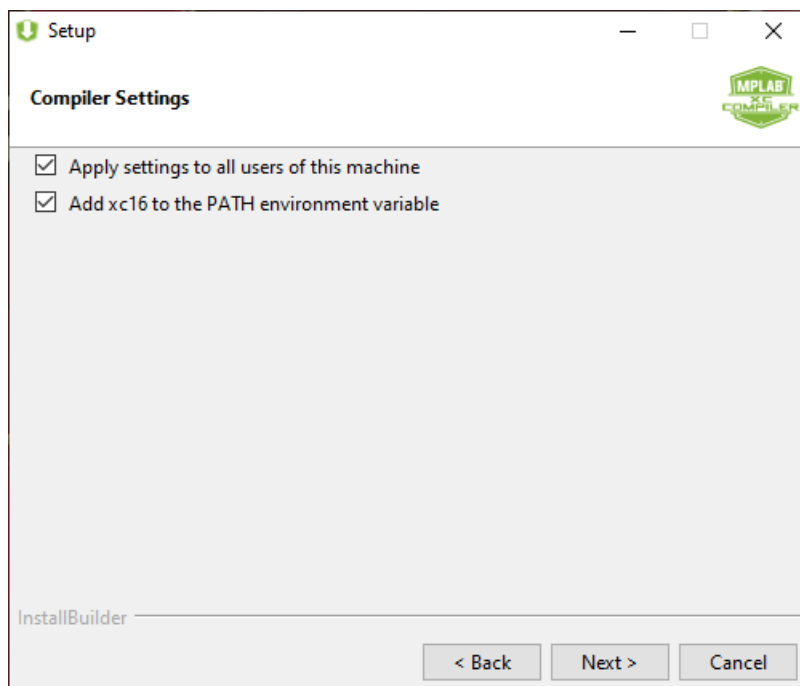 Setup
Compiler Settings
MPLAB
XC
COMPILER
Apply settings to all users of this machine
Add xc16 to the PATH environment variable
InstallBuilder
< Back
Next >
Cancel